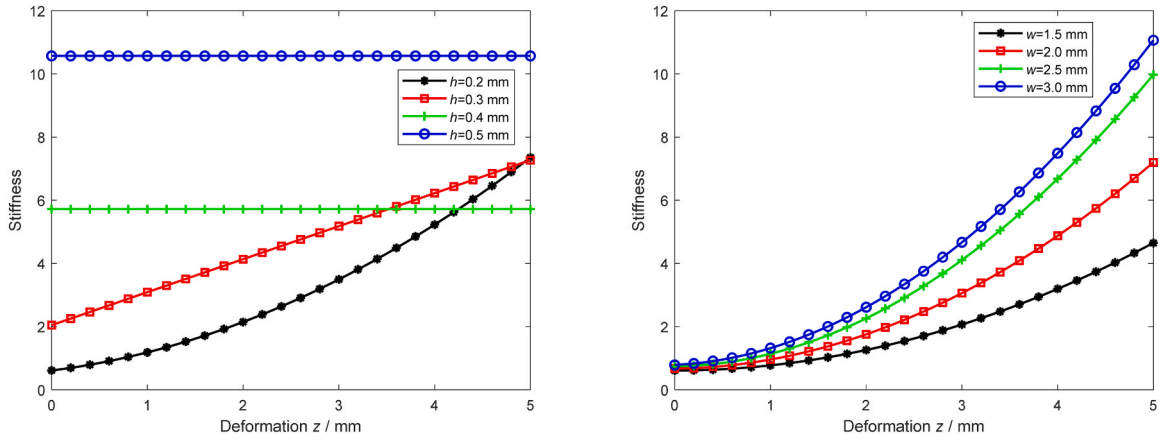 12
10
8
6
4
2
0
Stiffness
h=0.2 mm
h=0.3 mm
h=0.4 mm
h=0.5 mm
0 1 2 3 4 5
Deformation z / mm
12
10
8
6
4
2
0
Stiffness
w=1.5 mm
w=2.0 mm
w=2.5 mm
w=3.0 mm
0 1 2 3 4 5
Deformation z / mm